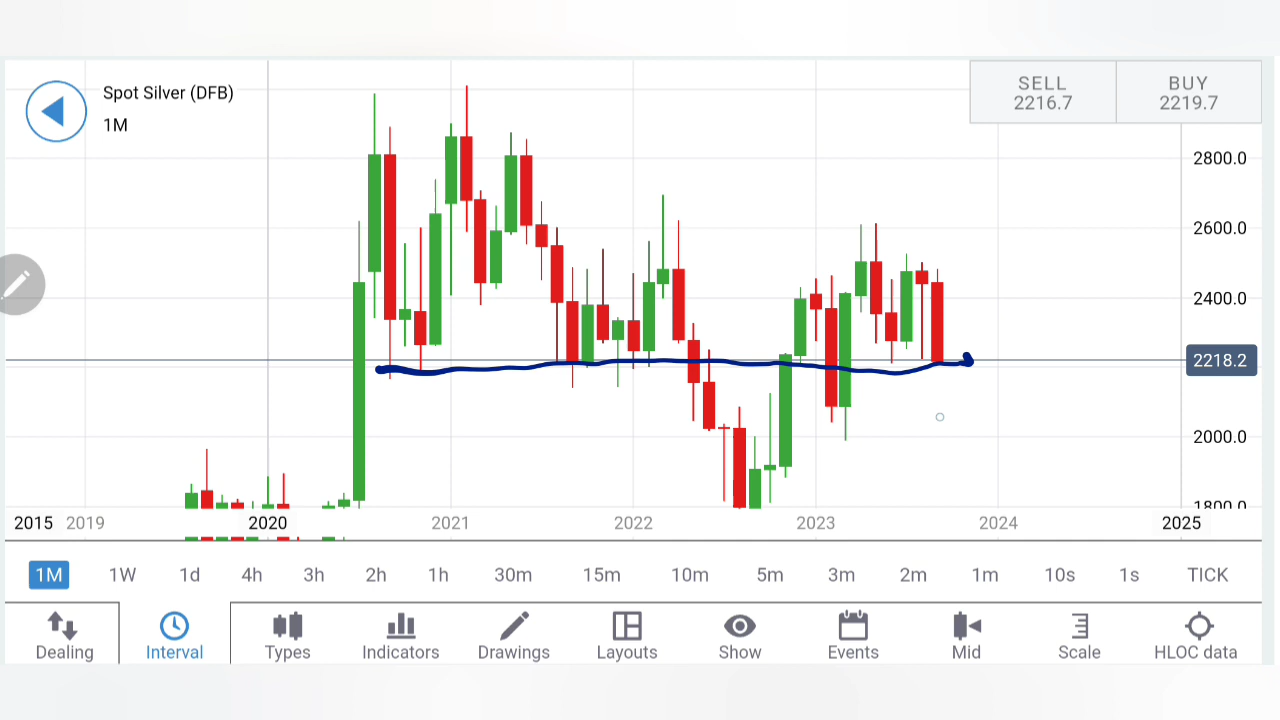 Spot Silver (DFB)
1M
SELL
2216.7
BUY
2219.7
2800.0
2600.0
2400.0
2218.2
2000.0
1800.0
2015 2019 2020 2021 2022 2023 2024 2025
1M 1W 1d 4h 3h 2h 1h 30m 15m 10m 5m 3m 2m 1m 10s 1s TICK
Dealing Interval Types Indicators Drawings Layouts Show Events Mid Scale HLOC data